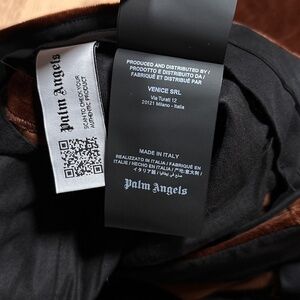 Palm Angels
SCAN TO CHECK YOUR
AUTHENTIC PRODUCT
PRODUCED AND DISTRIBUTED BY /
PRODOTTO E DISTRIBUITO DA /
FABRIQUÉ ET DISTRIBUÉ PAR
VENICE SRL
Via Turati 12
20121 Milano - Italia
MADE IN ITALY
REALIZZATO IN ITALIA / FABRIQUÉ EN
ITALIE / HECHO EN ITALIA / 产地:意大利 /
イタリア製 /
Palm Angels